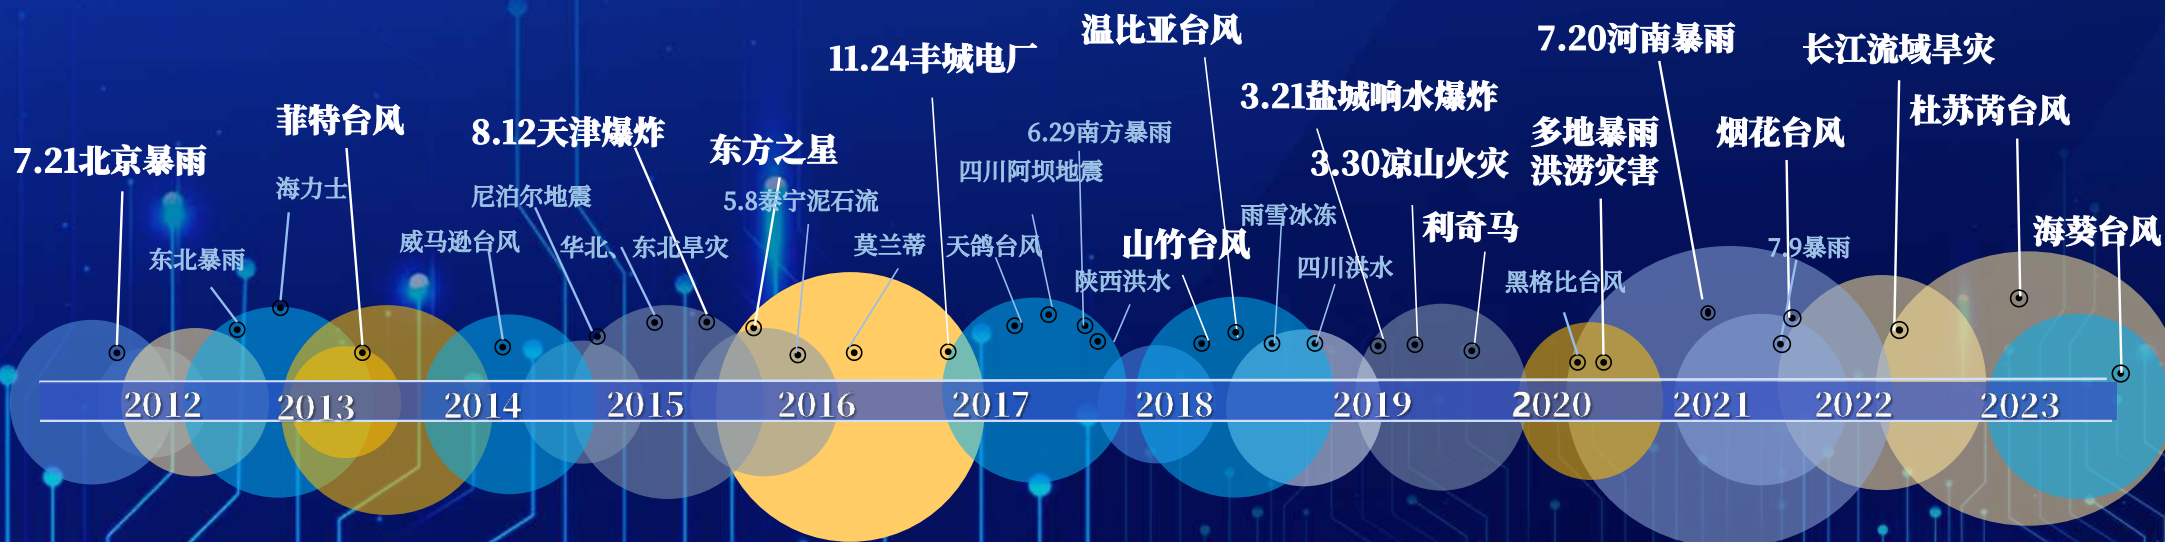 7.21北京暴雨
东北暴雨
海力士
菲特台风
威马逊台风
8.12天津爆炸
尼泊尔地震
华北、东北旱灾
东方之星
5.8泰宁泥石流
莫兰蒂
11.24丰城电厂
天鸽台风
四川阿坝地震
6.29南方暴雨
陕西洪水
温比亚台风
山竹台风
雨雪冰冻
四川洪水
3.21盐城响水爆炸
3.30凉山火灾
利奇马
黑格比台风
多地暴雨
洪涝灾害
7.20河南暴雨
烟花台风
7.9暴雨
长江流域旱灾
杜苏芮台风
海葵台风
2012
2013
2014
2015
2016
2017
2018
2019
2020
2021
2022
2023